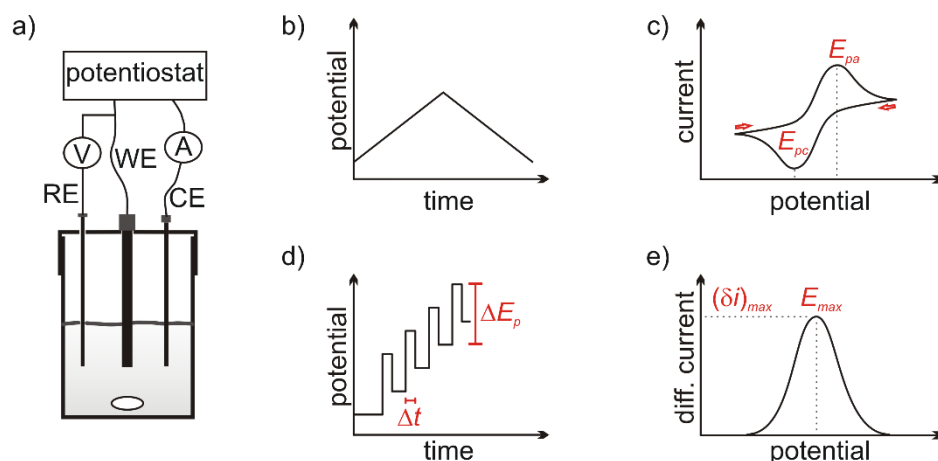 a)
potentiostat
V
WE
A
RE
CE
b)
potential
time
c)
current
E_pa
E_pc
potential
d)
potential
ΔE_p
Δt
time
e)
diff. current
(δi)_max
E_max
potential